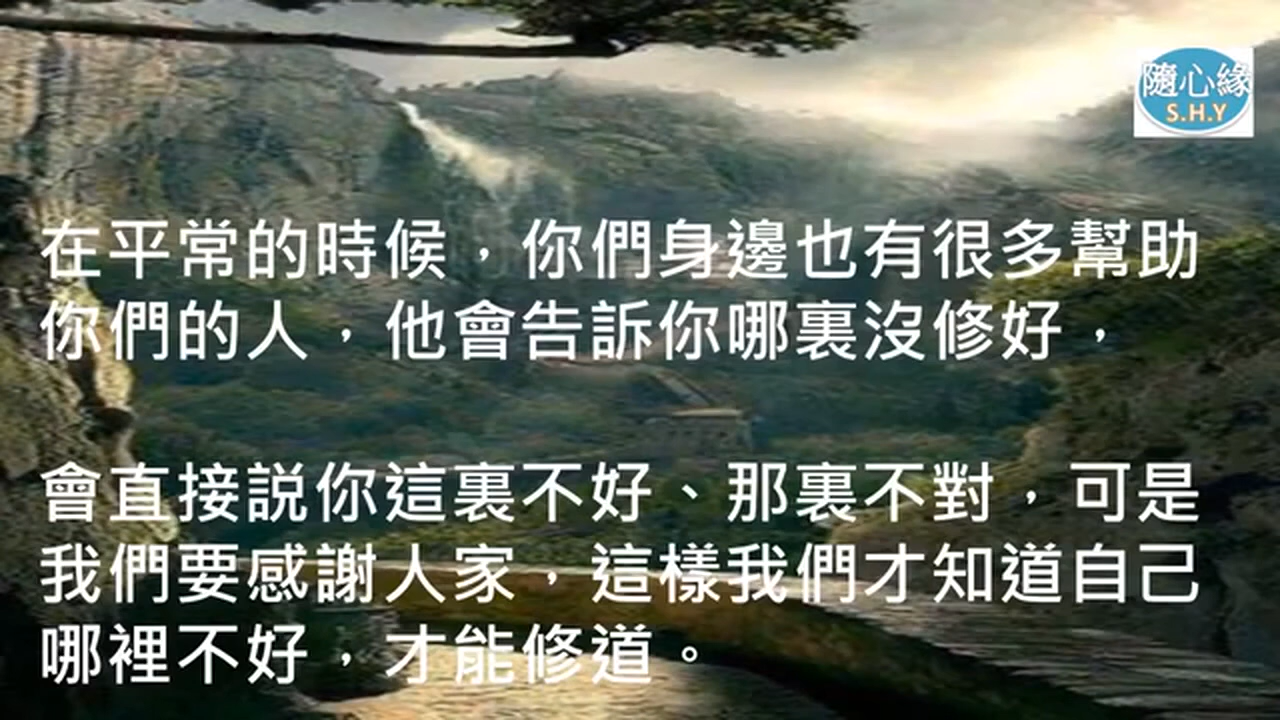 隨心緣
S.H.Y
在平常的時候，你們身邊也有很多幫助
你們的人，他會告訴你哪裏沒修好，
會直接説你這裏不好、那裏不對，可是
我們要感謝人家，這樣我們才知道自己
哪裡不好，才能修道。